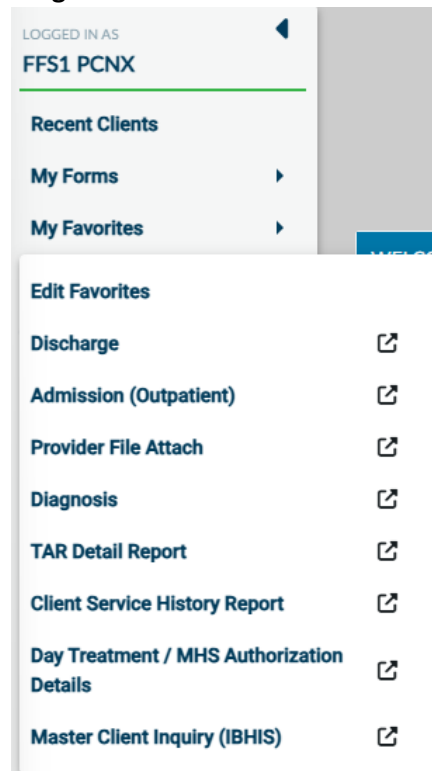 LOGGED IN AS
FFS1 PCNX
Recent Clients
My Forms
My Favorites
Edit Favorites
Discharge
Admission (Outpatient)
Provider File Attach
Diagnosis
TAR Detail Report
Client Service History Report
Day Treatment / MHS Authorization
Details
Master Client Inquiry (IBHIS)